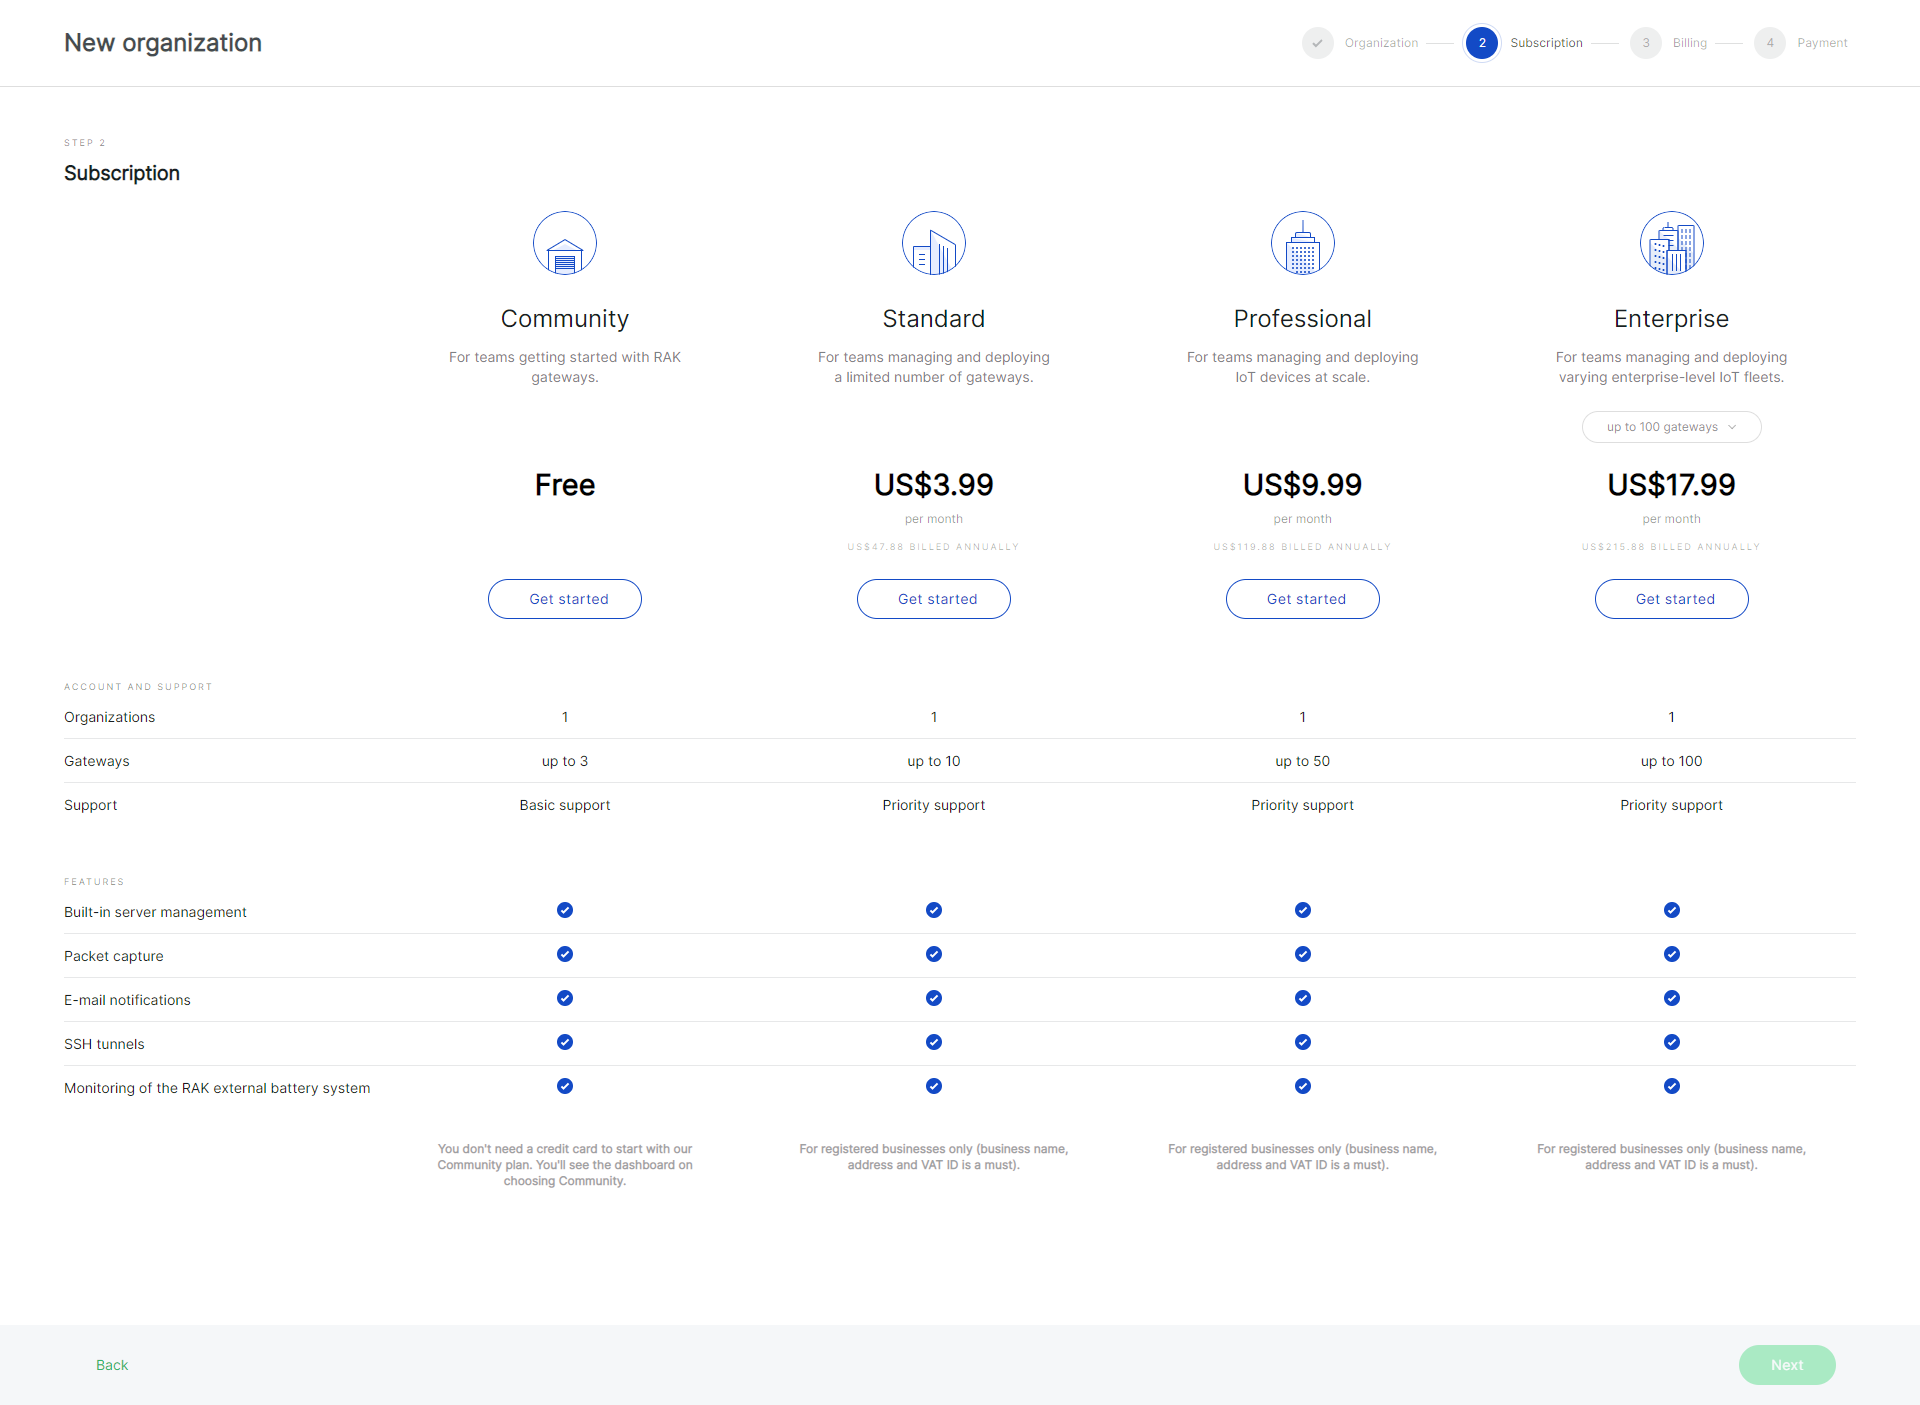 New organization
Organization
2
Subscription
3
Billing
4
Payment
STEP 2
Subscription
Community
Standard
Professional
Enterprise
For teams getting started with RAK
gateways.
For teams managing and deploying
a limited number of gateways.
For teams managing and deploying
IoT devices at scale.
For teams managing and deploying
varying enterprise-level IoT fleets.
up to 100 gateways
Free
US$3.99
per month
US$47.88 BILLED ANNUALLY
US$9.99
per month
US$119.88 BILLED ANNUALLY
US$17.99
per month
US$215.88 BILLED ANNUALLY
Get started
Get started
Get started
Get started
ACCOUNT AND SUPPORT
Organizations 1 1 1 1
Gateways up to 3 up to 10 up to 50 up to 100
Support Basic support Priority support Priority support Priority support
FEATURES
Built-in server management
Packet capture
E-mail notifications
SSH tunnels
Monitoring of the RAK external battery system
You don't need a credit card to start with our
Community plan. You'll see the dashboard on
choosing Community.
For registered businesses only (business name,
address and VAT ID is a must).
For registered businesses only (business name,
address and VAT ID is a must).
For registered businesses only (business name,
address and VAT ID is a must).
Back
Next